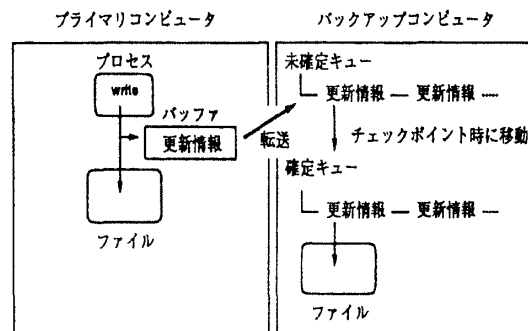 プライマリコンピュータ
バックアップコンピュータ
プロセス
write
バッファ
更新情報
転送
ファイル
未確定キュー
更新情報 更新情報
チェックポイント時に移動
確定キュー
更新情報 更新情報
ファイル